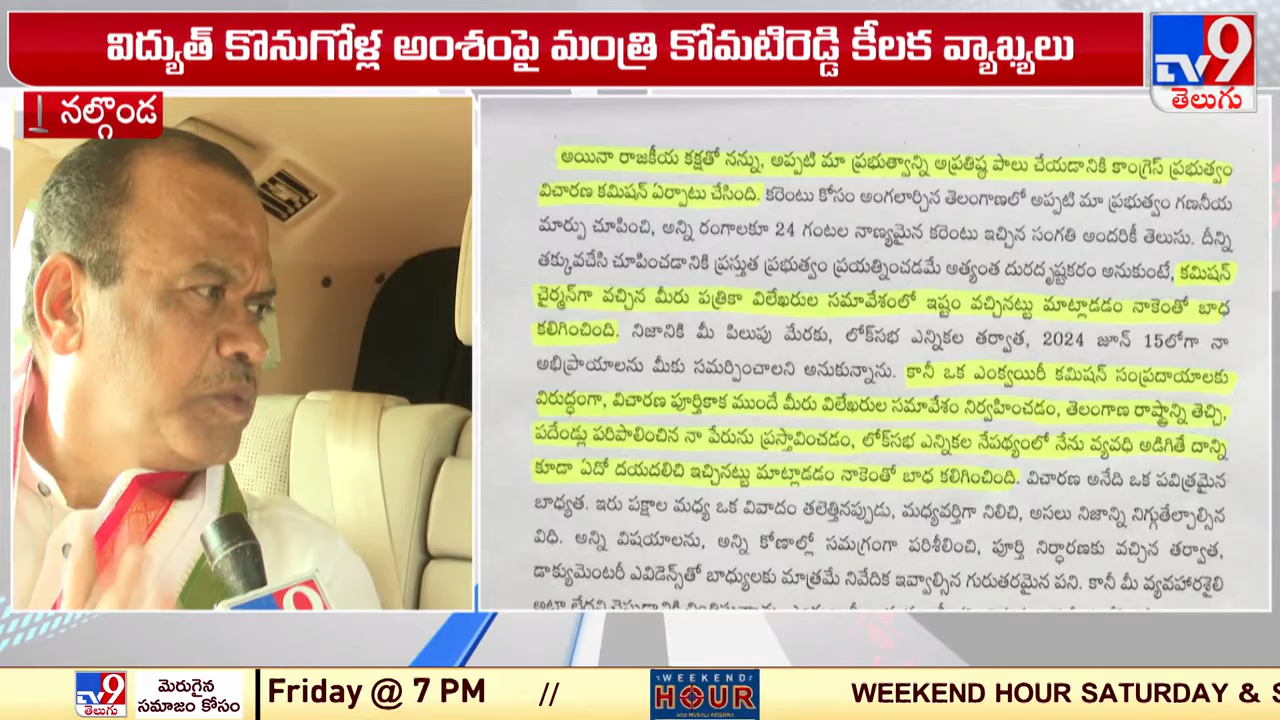 విద్యుత్ కొనుగోళ్ల అంశంపై మంత్రి కోమటిరెడ్డి కీలక వ్యాఖ్యలు
TV9
తెలుగు
నల్గొండ
అయినా రాజకీయ కక్షతో నన్ను, అప్పటి మా ప్రభుత్వాన్ని అప్రతిష్ఠ పాలు చేయడానికి కాంగ్రెస్ ప్రభుత్వం
విచారణ కమిషన్ ఏర్పాటు చేసింది. కరెంటు కోసం అంగలార్చిన తెలంగాణలో అప్పటి మా ప్రభుత్వం గణనీయ
మార్పు చూపించి, అన్ని రంగాలకూ 24 గంటల నాణ్యమైన కరెంటు ఇచ్చిన సంగతి అందరికీ తెలుసు. దీన్ని
తక్కువచేసి చూపించడానికి ప్రస్తుత ప్రభుత్వం ప్రయత్నించడమే అత్యంత దురదృష్టకరం అనుకుంటే, కమిషన్
చైర్మన్‌గా వచ్చిన మీరు పత్రికా విలేఖరుల సమావేశంలో ఇష్టం వచ్చినట్టు మాట్లాడడం నాకెంతో బాధ
కలిగించింది. నిజానికి మీ పిలుపు మేరకు, లోక్‌సభ ఎన్నికల తర్వాత, 2024 జూన్ 15లోగా నా
అభిప్రాయాలను మీకు సమర్పించాలని అనుకున్నాను. కానీ ఒక ఎంక్వయిరీ కమిషన్ సంప్రదాయాలకు
విరుద్ధంగా, విచారణ పూర్తికాక ముందే మీరు విలేఖరుల సమావేశం నిర్వహించడం, తెలంగాణ రాష్ట్రాన్ని తెచ్చి,
పదేండ్లు పరిపాలించిన నా పేరును ప్రస్తావించడం, లోక్‌సభ ఎన్నికల నేపథ్యంలో నేను వ్యవధి అడిగితే దాన్ని
కూడా ఏదో దయదలిచి ఇచ్చినట్టు మాట్లాడడం నాకెంతో బాధ కలిగించింది. విచారణ అనేది ఒక పవిత్రమైన
బాధ్యత. ఇరు పక్షాల మధ్య ఒక వివాదం తలెత్తినప్పుడు, మధ్యవర్తిగా నిలిచి, అసలు నిజాన్ని నిగ్గుతేల్చాల్సిన
విధి. అన్ని విషయాలను, అన్ని కోణాల్లో సమగ్రంగా పరిశీలించి, పూర్తి నిర్ధారణకు వచ్చిన తర్వాత,
డాక్యుమెంటరీ ఎవిడెన్స్‌తో బాధ్యులకు మాత్రమే నివేదిక ఇవ్వాల్సిన గురుతరమైన పని. కానీ మీ వ్యవహారశైలి
9
TV9
తెలుగు
మెరుగైన
సమాజం కోసం
Friday @ 7 PM // WEEKEND HOUR WEEKEND HOUR SATURDAY & S